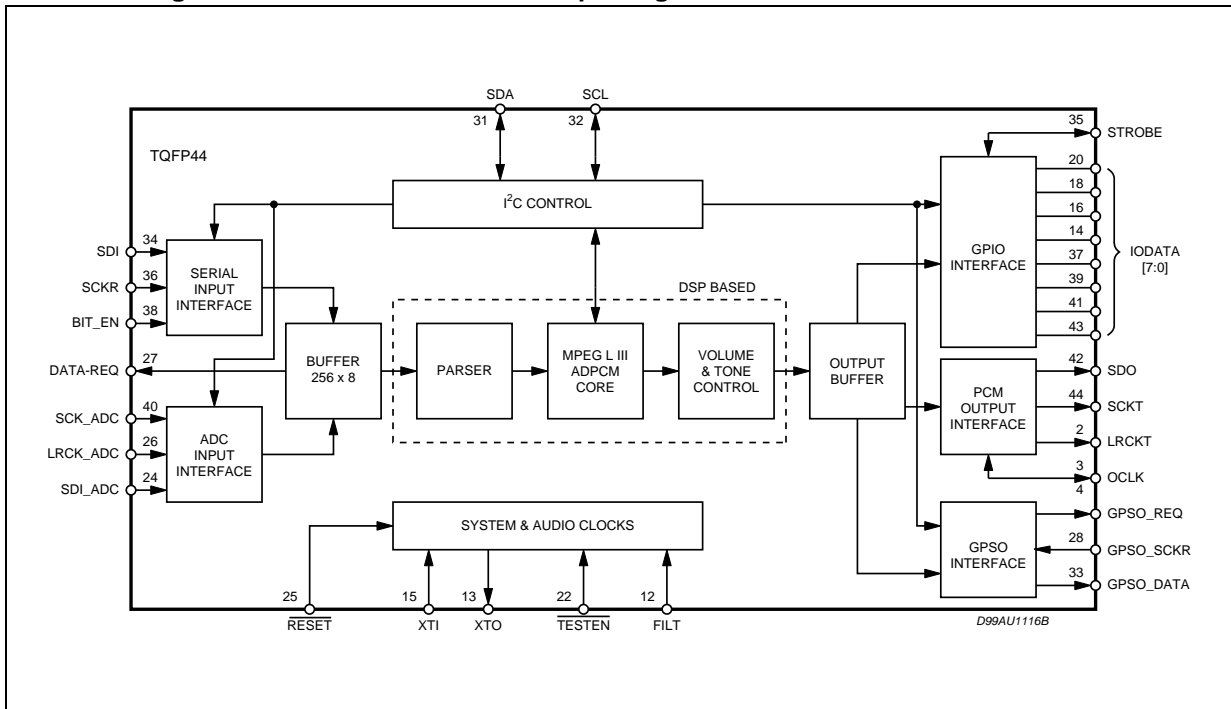 SDA SCL
31 32
TQFP44
I²C CONTROL
34 SDI
36 SCKR
38 BIT_EN
SERIAL
INPUT
INTERFACE
27 DATA-REQ
40 SCK_ADC
26 LRCK_ADC
24 SDI_ADC
ADC
INPUT
INTERFACE
BUFFER
256 x 8
DSP BASED
PARSER
MPEG L III
ADPCM
CORE
VOLUME
& TONE
CONTROL
OUTPUT
BUFFER
GPIO
INTERFACE
35 STROBE
20
18
16
14
37
39
41
43
IODATA
[7:0]
PCM
OUTPUT
INTERFACE
42 SDO
44 SCKT
2 LRCKT
3 OCLK
4 GPSO_REQ
GPSO
INTERFACE
28 GPSO_SCKR
33 GPSO_DATA
SYSTEM & AUDIO CLOCKS
25 15 13 22 12
RESET XTI XTO TESTEN FILT
D99AU1116B